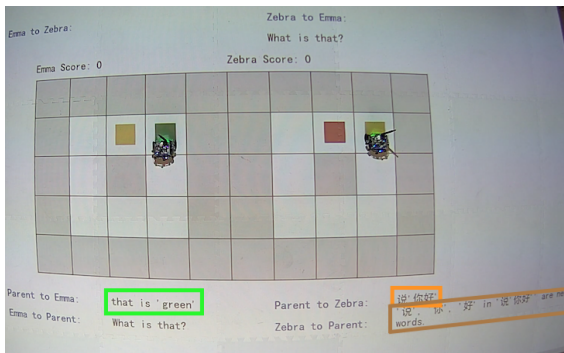 Zebra to Emma:
Emma to Zebra:
What is that?
Emma Score: 0
Zebra Score: 0
Parent to Emma:
that is 'green'
Parent to Zebra:
说'你好'
Emma to Parent:
What is that?
Zebra to Parent:
'说', '你', '好' in '说'你好' are
words.